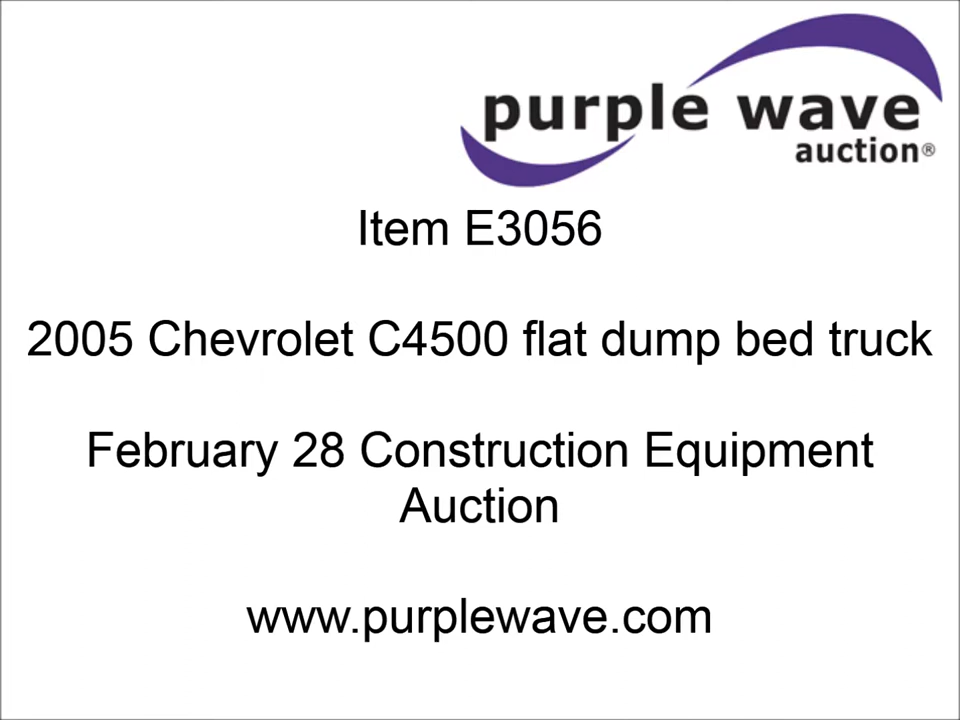 purple wave
auction®
Item E3056
2005 Chevrolet C4500 flat dump bed truck
February 28 Construction Equipment
Auction
www.purplewave.com